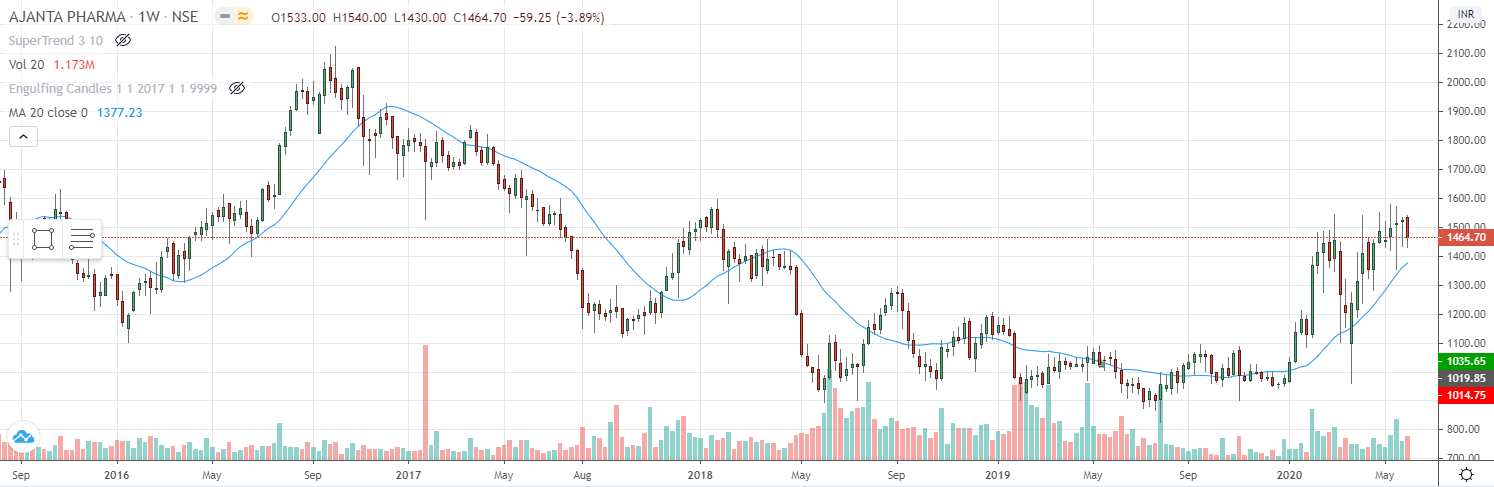 AJANTA PHARMA · 1W · NSE O1533.00 H1540.00 L1430.00 C1464.70 −59.25 (−3.89%)
INR
SuperTrend 3 10
Vol 20 1.173M
Engulfing Candles 1 1 2017 1 1 9999
MA 20 close 0 1377.23
2200.00
2100.00
2000.00
1900.00
1800.00
1700.00
1600.00
1500.00
1464.70
1400.00
1300.00
1200.00
1100.00
1035.65
1019.85
1014.75
800.00
700.00
Sep 2016 May Sep 2017 May Aug 2018 May Sep 2019 May Sep 2020 May